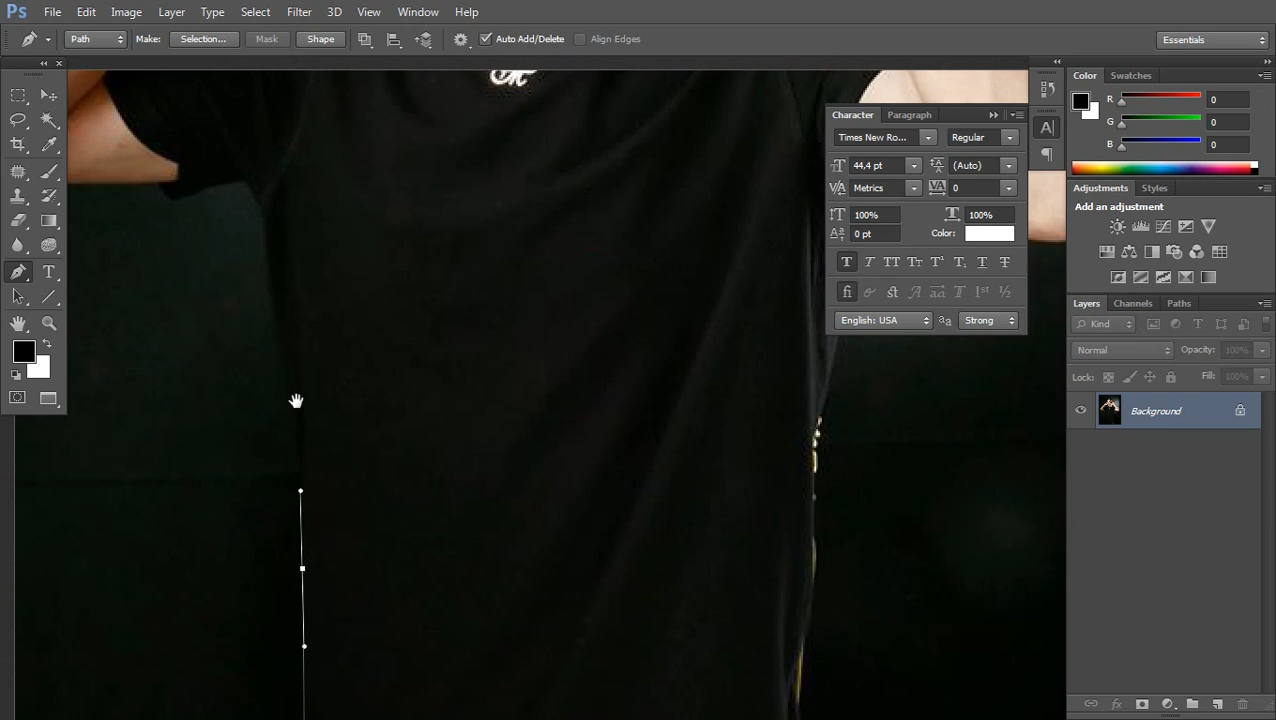 Ps File Edit Image Layer Type Select Filter 3D View Window Help
Path Make: Selection... Mask Shape Auto Add/Delete Align Edges Essentials
Color Swatches
R 0
G 0
B 0
Character Paragraph
Times New Ro... Regular
44,4 pt (Auto)
Metrics 0
100% 100%
0 pt Color:
T T TT Tr T¹ T₁ T T
fi st A aa T 1st ½
English: USA aa Strong
Adjustments Styles
Add an adjustment
Layers Channels Paths
Kind
Normal Opacity: 100%
Lock: Fill: 100%
Background
fx